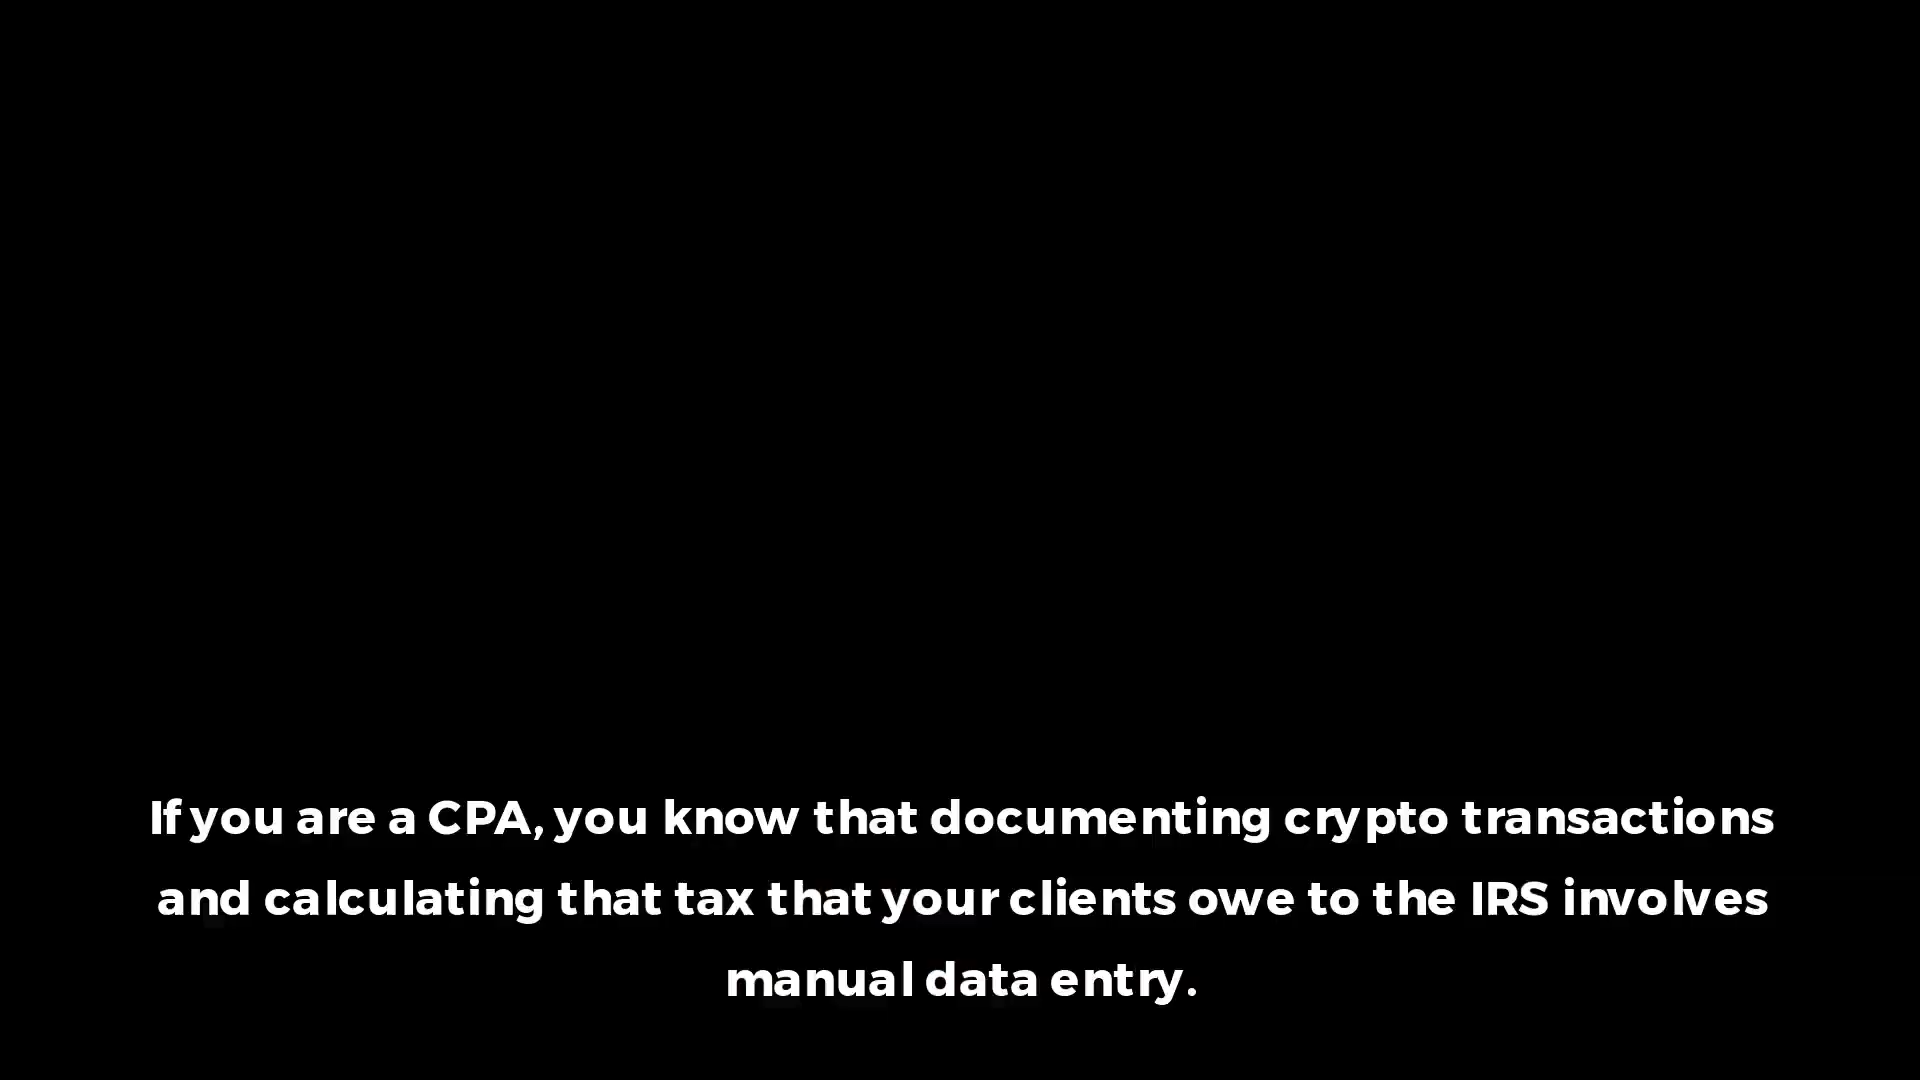 If you are a CPA, you know that documenting crypto transactions
and calculating that tax that your clients owe to the IRS involves
manual data entry.